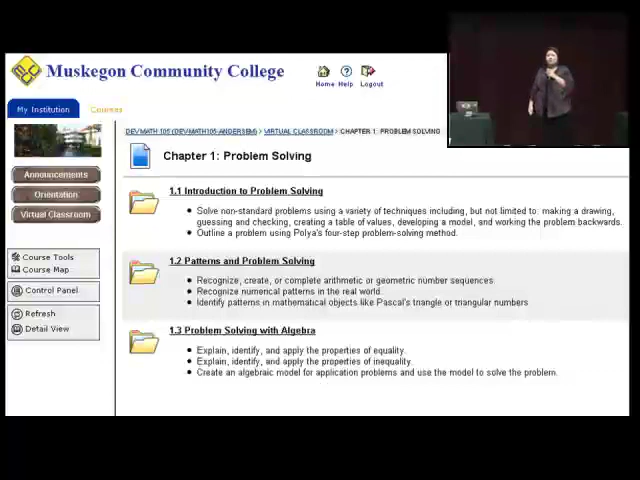 Muskegon Community College
Home Help Logout
My Institution Courses
DEVMATH 105 (DEVMATH105-ANDERSEM) > VIRTUAL CLASSROOM > CHAPTER 1: PROBLEM SOLVING
Chapter 1: Problem Solving
Announcements
Orientation
Virtual Classroom
Course Tools
Course Map
Control Panel
Refresh
Detail View
1.1 Introduction to Problem Solving
Solve non-standard problems using a variety of techniques including, but not limited to: making a drawing,
guessing and checking, creating a table of values, developing a model, and working the problem backwards.
Outline a problem using Polya's four-step problem-solving method.
1.2 Patterns and Problem Solving
Recognize, create, or complete arithmetic or geometric number sequences.
Recognize numerical patterns in the real world.
Identify patterns in mathematical objects like Pascal's triangle or triangular numbers
1.3 Problem Solving with Algebra
Explain, identify, and apply the properties of equality.
Explain, identify, and apply the properties of inequality.
Create an algebraic model for application problems and use the model to solve the problem.